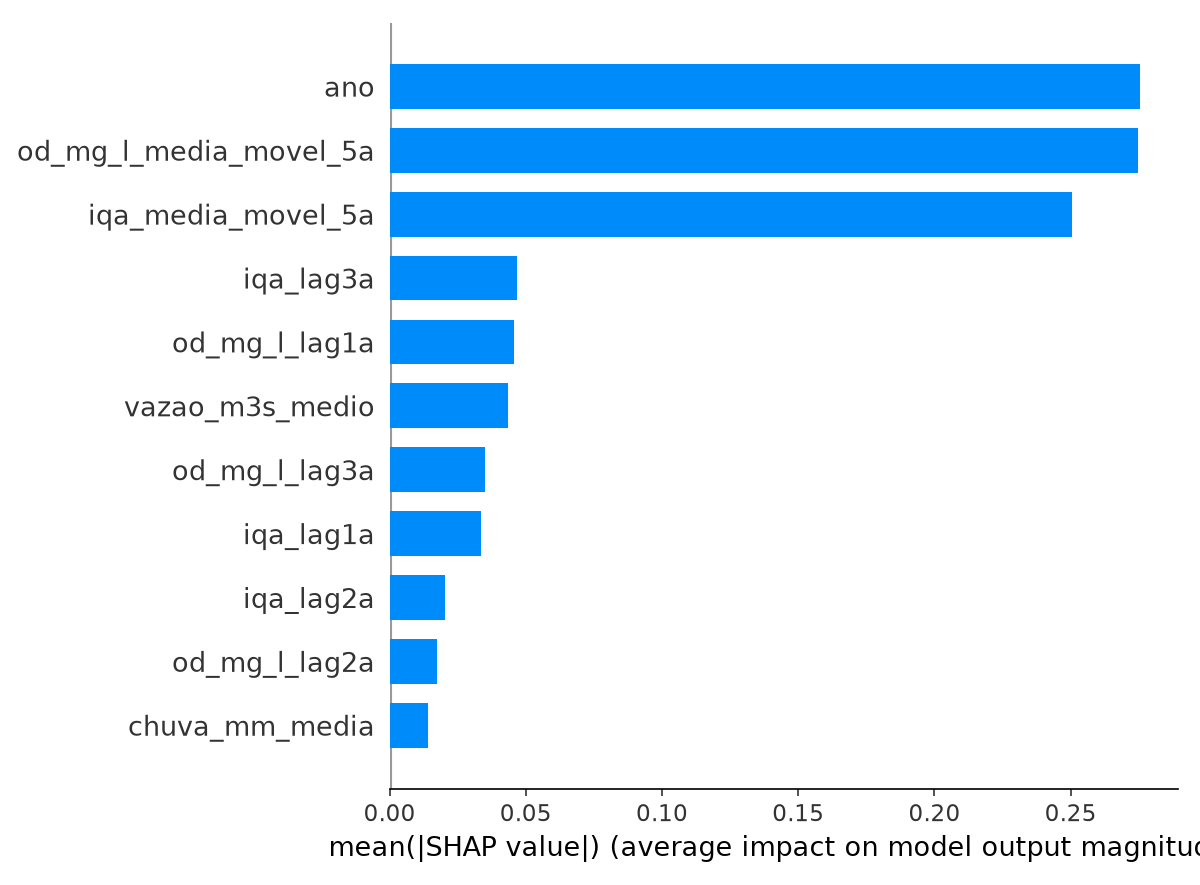 ano
od_mg_l_media_movel_5a
iqa_media_movel_5a
iqa_lag3a
od_mg_l_lag1a
vazao_m3s_medio
od_mg_l_lag3a
iqa_lag1a
iqa_lag2a
od_mg_l_lag2a
chuva_mm_media
0.00 0.05 0.10 0.15 0.20 0.25
mean(|SHAP value|) (average impact on model output